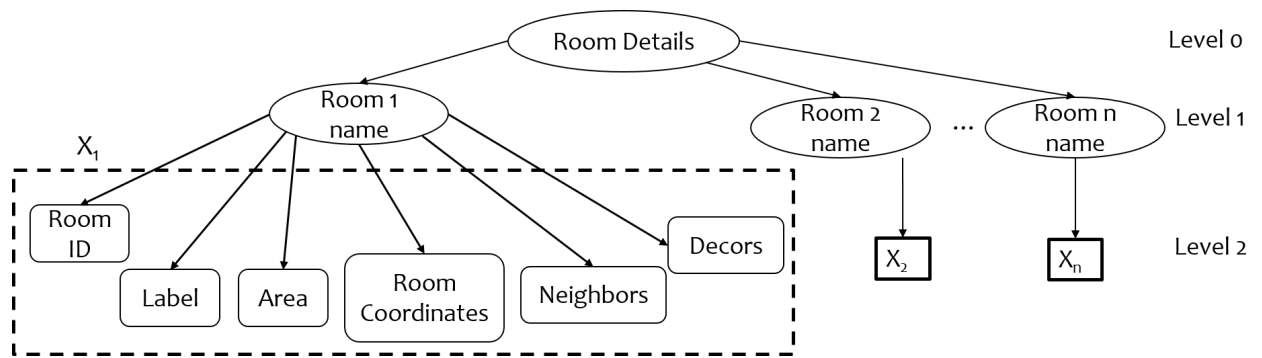 Room Details
Level 0
Room 1
name
Room 2
name
...
Room n
name
Level 1
X₁
Room
ID
Label
Area
Room
Coordinates
Neighbors
Decors
X₂
Xₙ
Level 2